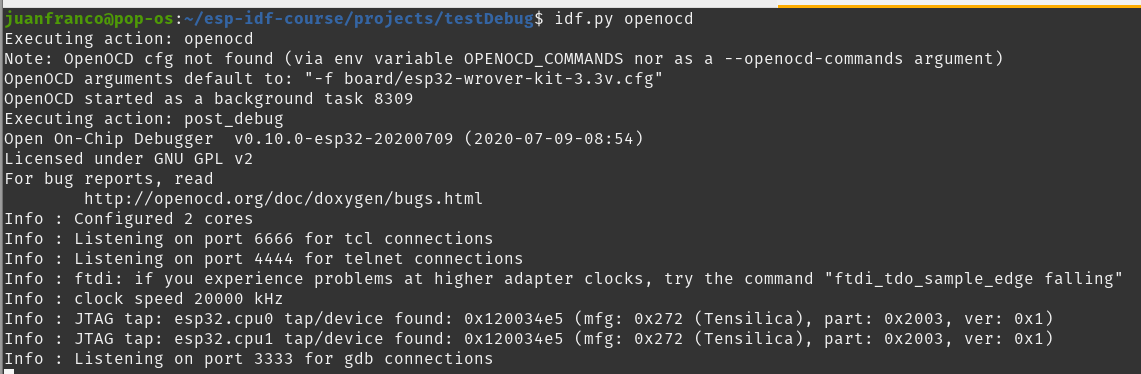 juanfranco@pop-os:~/esp-idf-course/projects/testDebug$ idf.py openocd
Executing action: openocd
Note: OpenOCD cfg not found (via env variable OPENOCD_COMMANDS nor as a --openocd-commands argument)
OpenOCD arguments default to: "-f board/esp32-wrover-kit-3.3v.cfg"
OpenOCD started as a background task 8309
Executing action: post_debug
Open On-Chip Debugger  v0.10.0-esp32-20200709 (2020-07-09-08:54)
Licensed under GNU GPL v2
For bug reports, read
        http://openocd.org/doc/doxygen/bugs.html
Info : Configured 2 cores
Info : Listening on port 6666 for tcl connections
Info : Listening on port 4444 for telnet connections
Info : ftdi: if you experience problems at higher adapter clocks, try the command "ftdi_tdo_sample_edge falling"
Info : clock speed 20000 kHz
Info : JTAG tap: esp32.cpu0 tap/device found: 0x120034e5 (mfg: 0x272 (Tensilica), part: 0x2003, ver: 0x1)
Info : JTAG tap: esp32.cpu1 tap/device found: 0x120034e5 (mfg: 0x272 (Tensilica), part: 0x2003, ver: 0x1)
Info : Listening on port 3333 for gdb connections